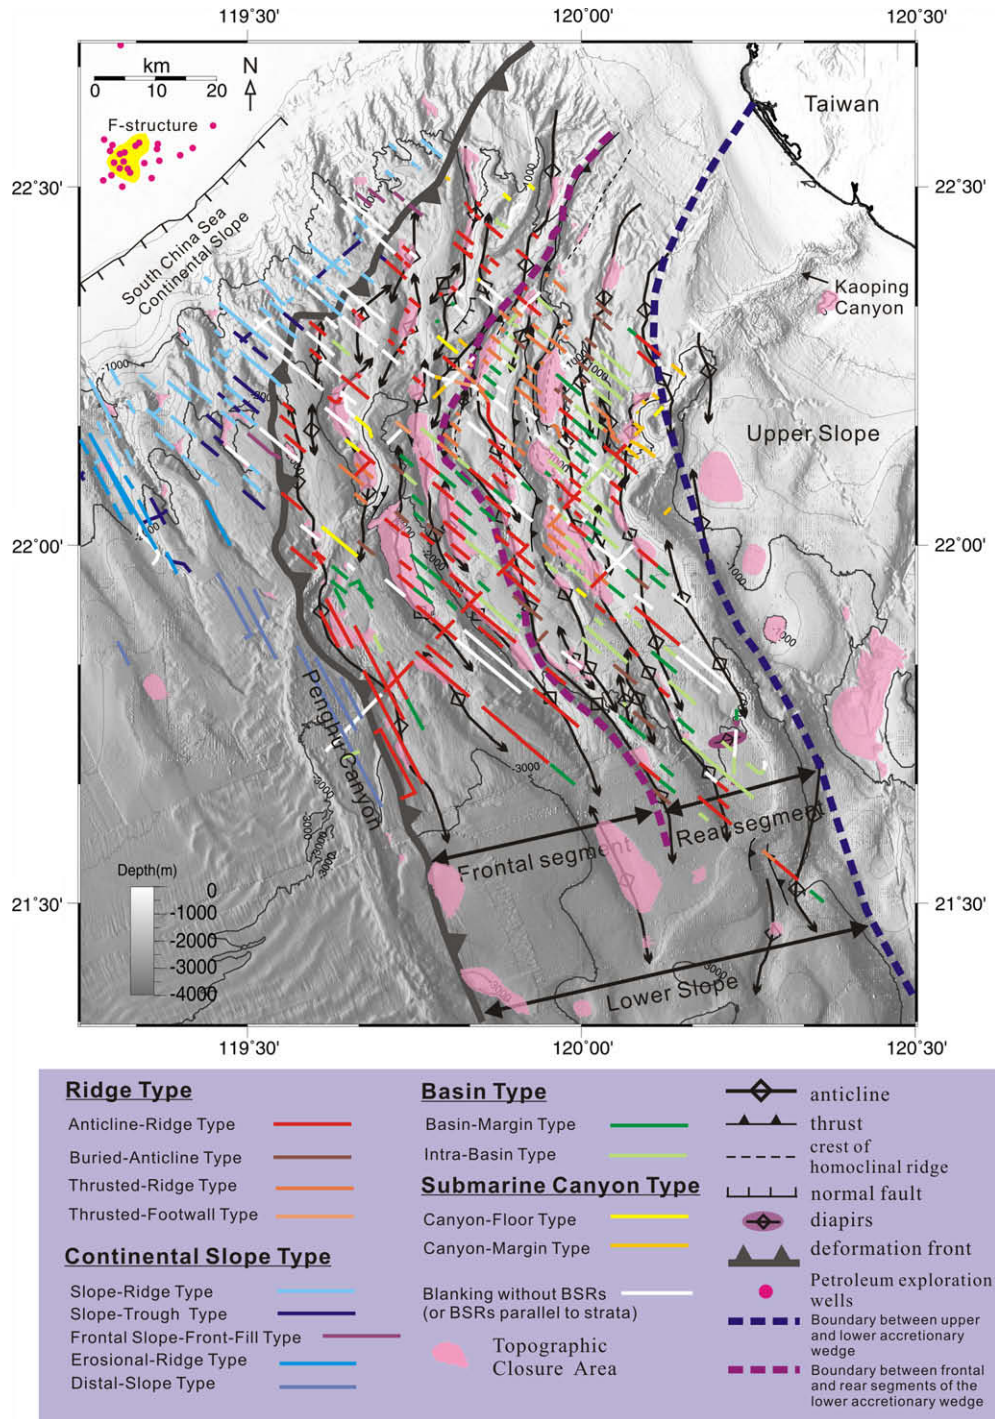 119°30' 120°00' 120°30'
km
0 10 20
N
Taiwan
F-structure
22°30' 22°30'
South China Sea
Continental Slope
Kaoping
Canyon
Upper Slope
22°00' 22°00'
Penghu Canyon
Frontal segment
Rear segment
Lower Slope
-1000
-1000
-1000
-2000
-3000
-3000
-3000
Depth(m)
0
-1000
-2000
-3000
-4000
21°30' 21°30'
119°30' 120°00' 120°30'
Ridge Type
Anticline-Ridge Type
Buried-Anticline Type
Thrusted-Ridge Type
Thrusted-Footwall Type
Continental Slope Type
Slope-Ridge Type
Slope-Trough Type
Frontal Slope-Front-Fill Type
Erosional-Ridge Type
Distal-Slope Type
Basin Type
Basin-Margin Type
Intra-Basin Type
Submarine Canyon Type
Canyon-Floor Type
Canyon-Margin Type
Blanking without BSRs
(or BSRs parallel to strata)
Topographic
Closure Area
anticline
thrust
crest of
homoclinal ridge
normal fault
diapirs
deformation front
Petroleum exploration
wells
Boundary between upper
and lower accretionary
wedge
Boundary between frontal
and rear segments of the
lower accretionary wedge